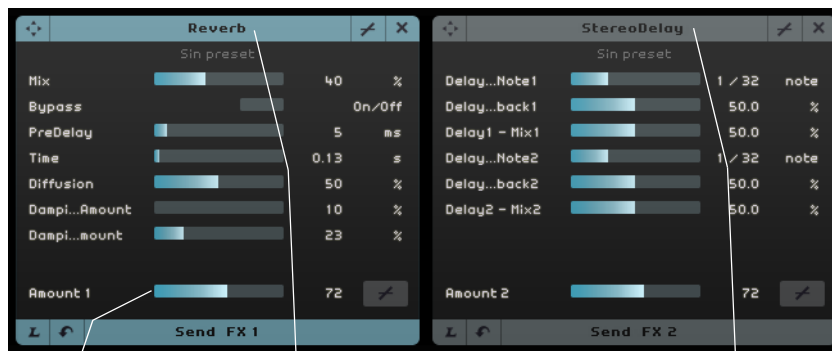 Reverb
Sin preset
Mix 40 %
Bypass On/Off
PreDelay 5 ms
Time 0.13 s
Diffusion 50 %
Dampi...Amount 10 %
Dampi...mount 23 %
Amount 1 72
L Send FX 1
StereoDelay
Sin preset
Delay...Note1 1 / 32 note
Delay...back1 50.0 %
Delay1 - Mix1 50.0 %
Delay...Note2 1 / 32 note
Delay...back2 50.0 %
Delay2 - Mix2 50.0 %
Amount 2 72
L Send FX 2